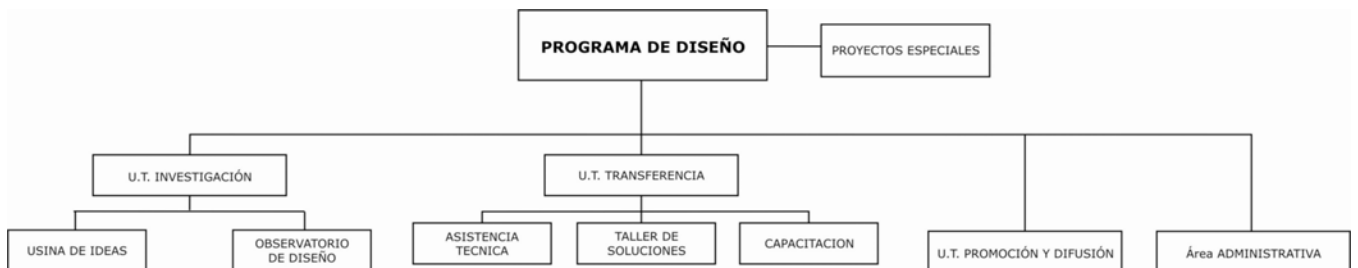 PROGRAMA DE DISEÑO
PROYECTOS ESPECIALES
U.T. INVESTIGACIÓN
U.T. TRANSFERENCIA
USINA DE IDEAS
OBSERVATORIO
DE DISEÑO
ASISTENCIA
TECNICA
TALLER DE
SOLUCIONES
CAPACITACION
U.T. PROMOCIÓN Y DIFUSIÓN
Área ADMINISTRATIVA